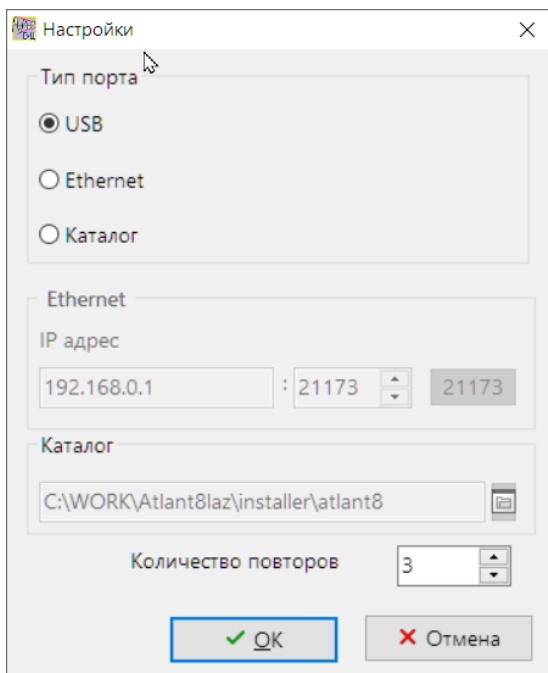 Настройки
Тип порта
USB
Ethernet
Каталог
Ethernet
IP адрес
192.168.0.1 : 21173 21173
Каталог
C:\WORK\Atlant8laz\installer\atlant8
Количество повторов 3
OK Отмена